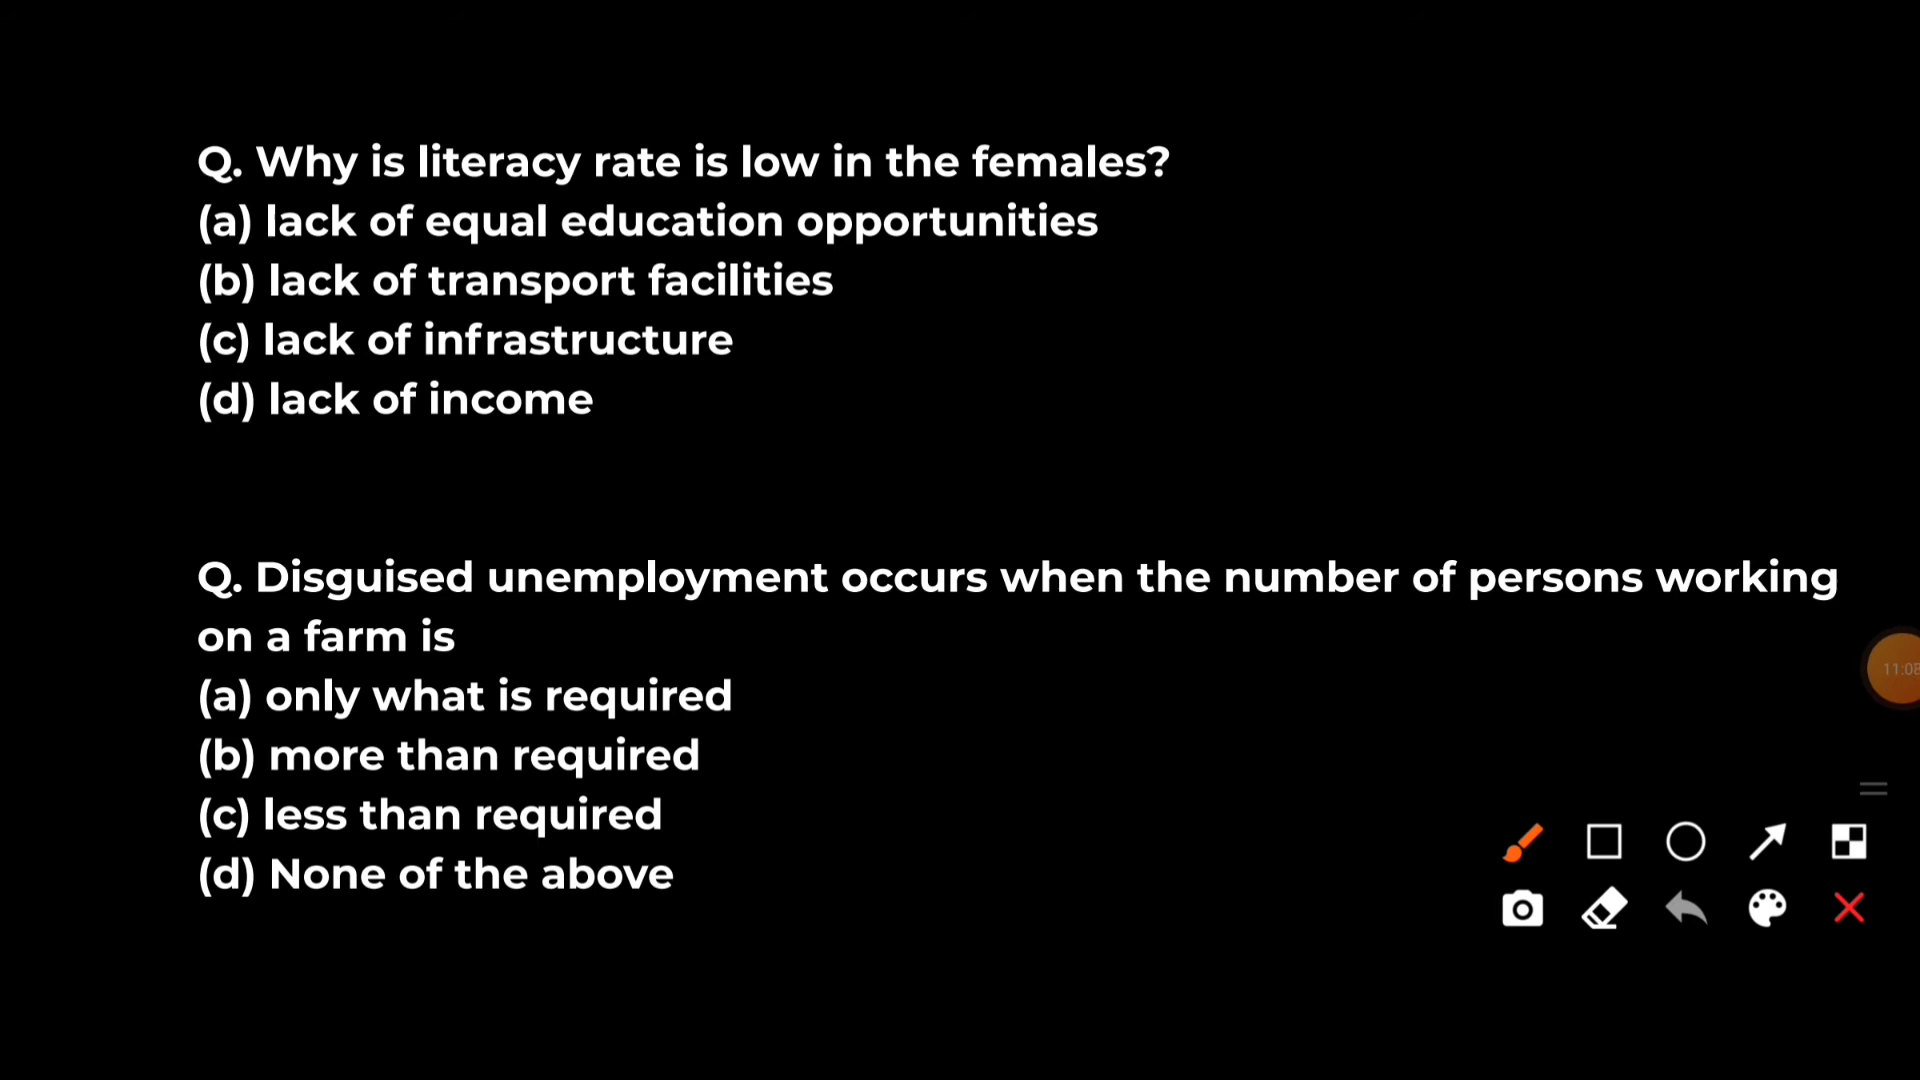 Q. Why is literacy rate is low in the females?
(a) lack of equal education opportunities
(b) lack of transport facilities
(c) lack of infrastructure
(d) lack of income
Q. Disguised unemployment occurs when the number of persons working
on a farm is
(a) only what is required
(b) more than required
(c) less than required
(d) None of the above
11:08